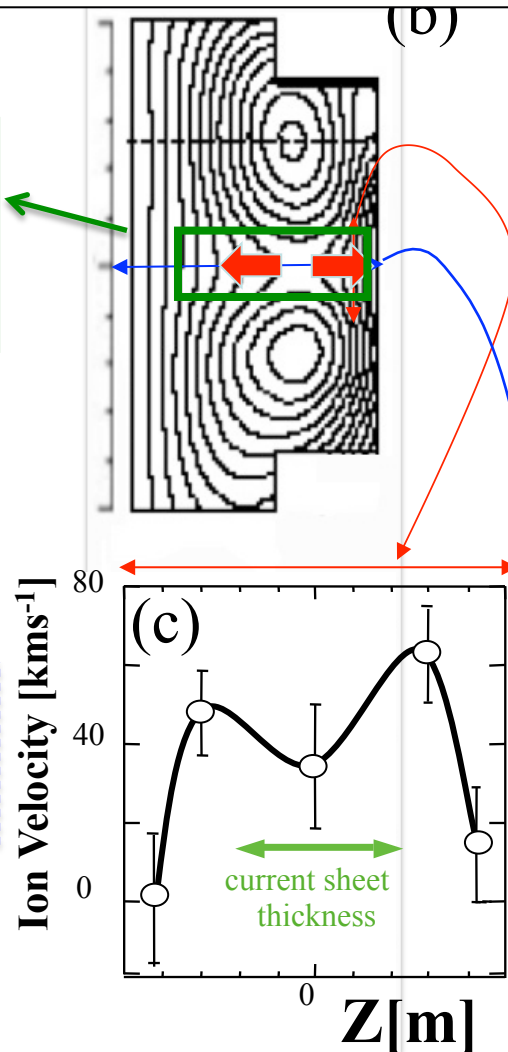 (b)
80
(c)
40
0
Ion Velocity [kms⁻¹]
current sheet
thickness
0
Z[m]